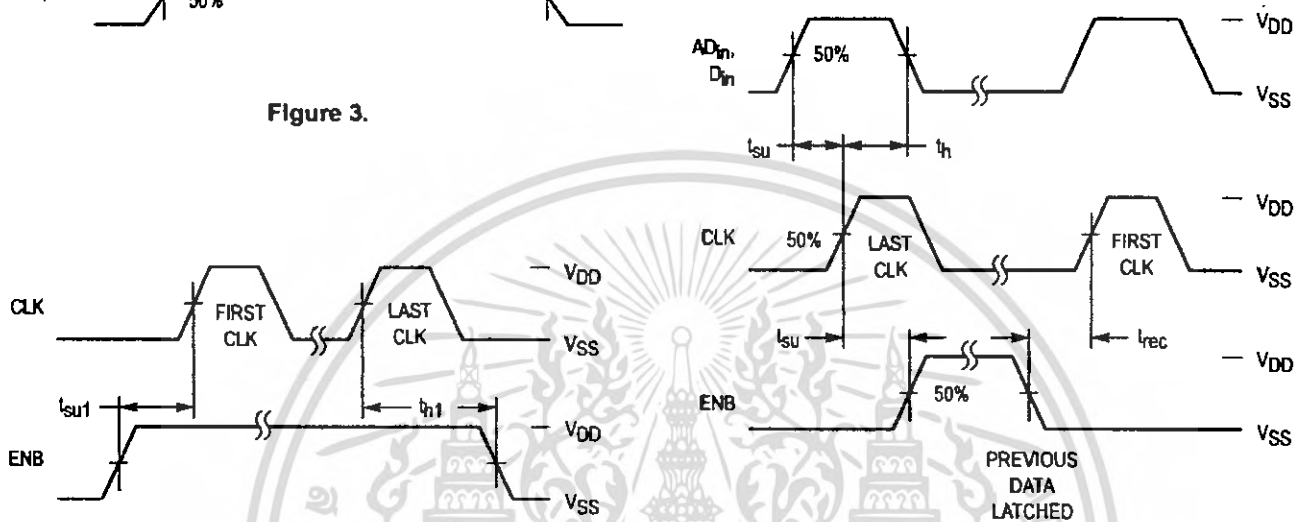 50%
Figure 3.
CLK
FIRST
CLK
LAST
CLK
VDD
VSS
tsu1
th1
ENB
VDD
VSS
ADin,
Din
50%
VDD
VSS
tsu
th
CLK
50%
LAST
CLK
FIRST
CLK
VDD
VSS
tsu
trec
ENB
50%
VDD
VSS
PREVIOUS
DATA
LATCHED